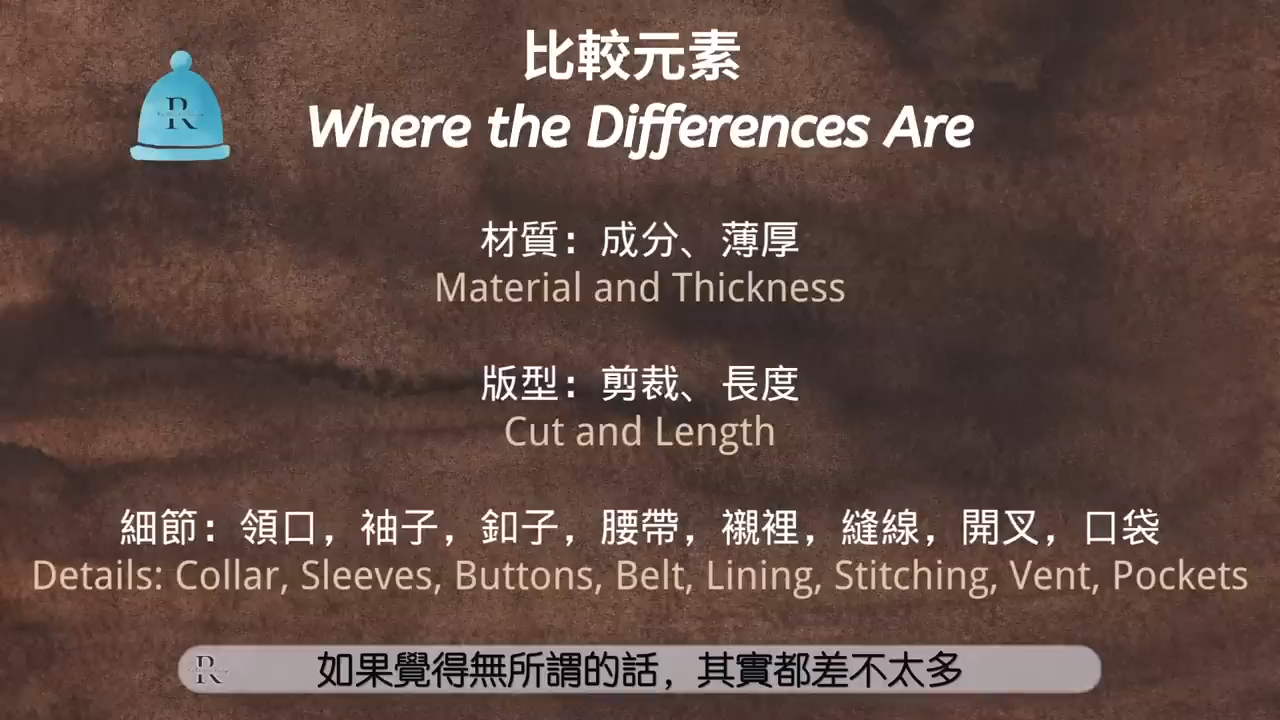 比較元素
Where the Differences Are
R
材質：成分、薄厚
Material and Thickness
版型：剪裁、長度
Cut and Length
細節：領口，袖子，釦子，腰帶，襯裡，縫線，開叉，口袋
Details: Collar, Sleeves, Buttons, Belt, Lining, Stitching, Vent, Pockets
R
如果覺得無所謂的話，其實都差不太多